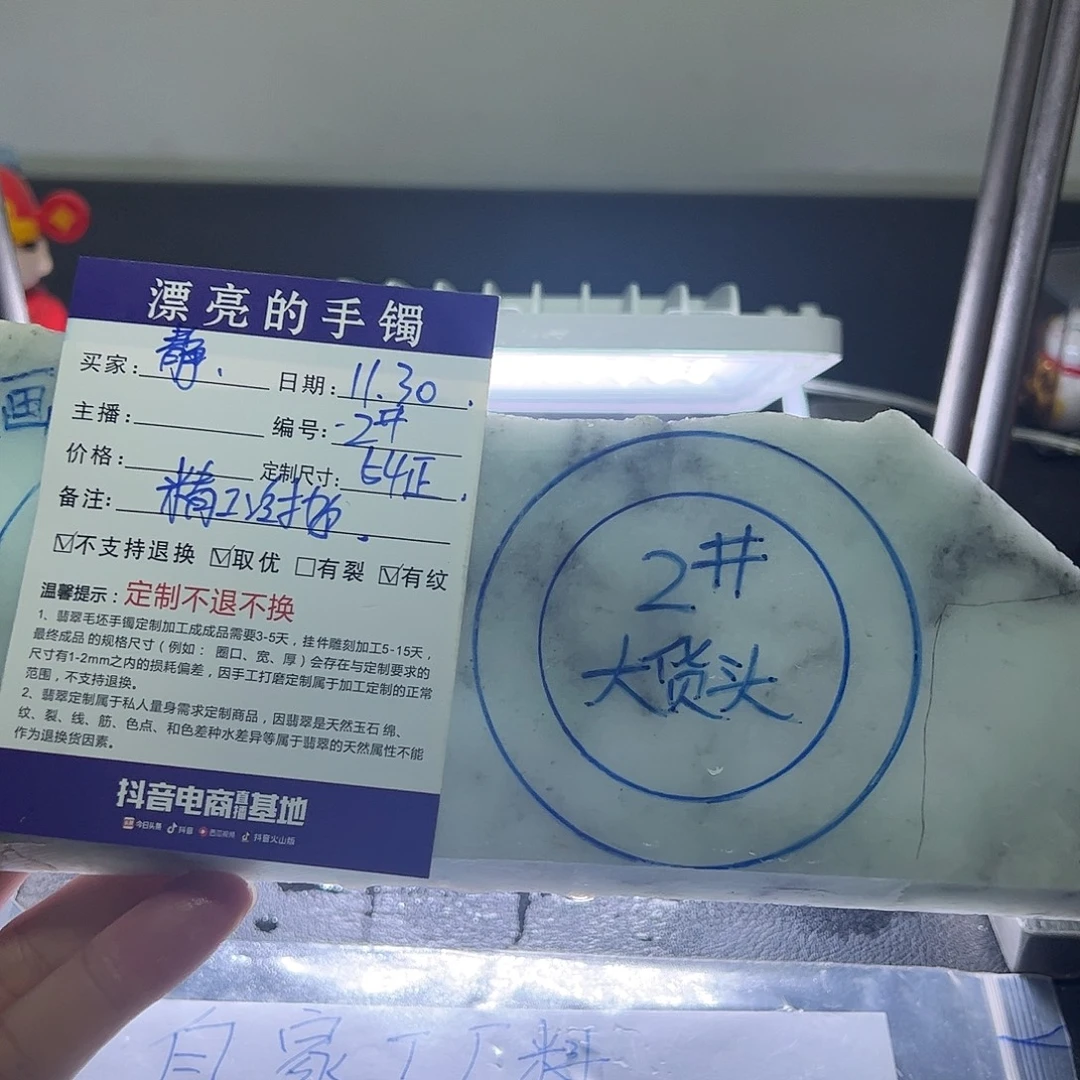 漂亮的手镯
买家:静. 日期:11.30.
主播: 编号:-2#
价格: 定制尺寸:54正.
备注:精工
☑不支持退换 ☑取优 ☐有裂 ☑有纹
温馨提示:定制不退不换
1、翡翠毛坯手镯定制加工成成品需要3-5天，挂件雕刻加工5-15天，
最终成品的规格尺寸（例如：圈口、宽、厚）会存在与定制要求的
尺寸有1-2mm之内的损耗偏差，因手工打磨定制属于加工定制的正常
范围，不支持退换。
2、翡翠定制属于私人量身需求定制商品，因翡翠是天然玉石 绵、
纹、裂、线、筋、色点、和色差种水差异等属于翡翠的天然属性不能
作为退换货因素。
抖音电商直播基地
今日头条 抖音 西瓜视频 抖音火山版
2#
大货头
画
自家工厂料